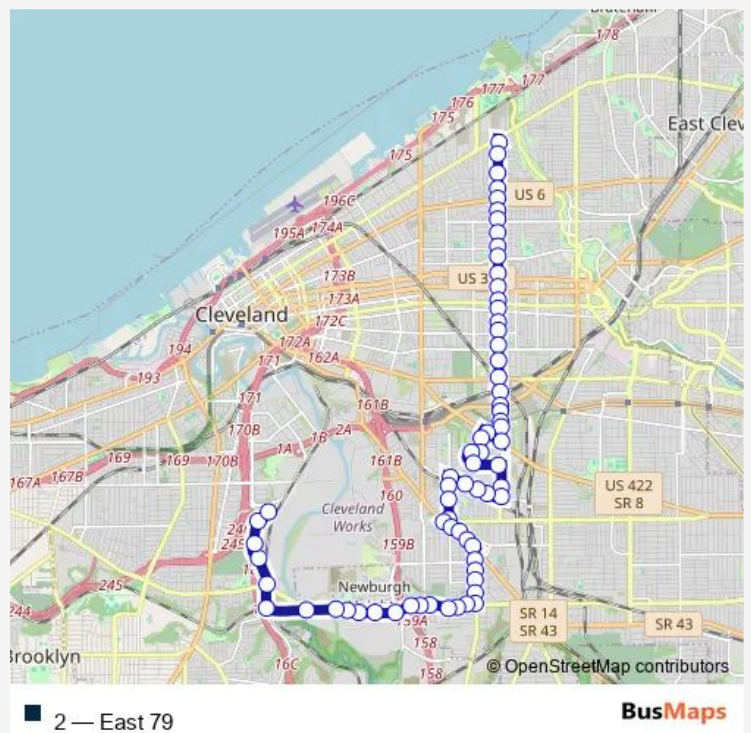 Bratenahl
178
177
177
176
175
175
East Clev
196C
US 6
195A
174A
173B
US 3
173A
Cleveland
172C
194
172A
171
162A
193
171
161B
170B
2A
1B
1A
169
169
170B
161B
167A
167B
US 422
SR 8
160
Cleveland
Works
159B
245
244
Newburgh
SR 14
SR 43
SR 43
59A
158
Brooklyn
16C
158
© OpenStreetMap contributors
2 — East 79
BusMaps